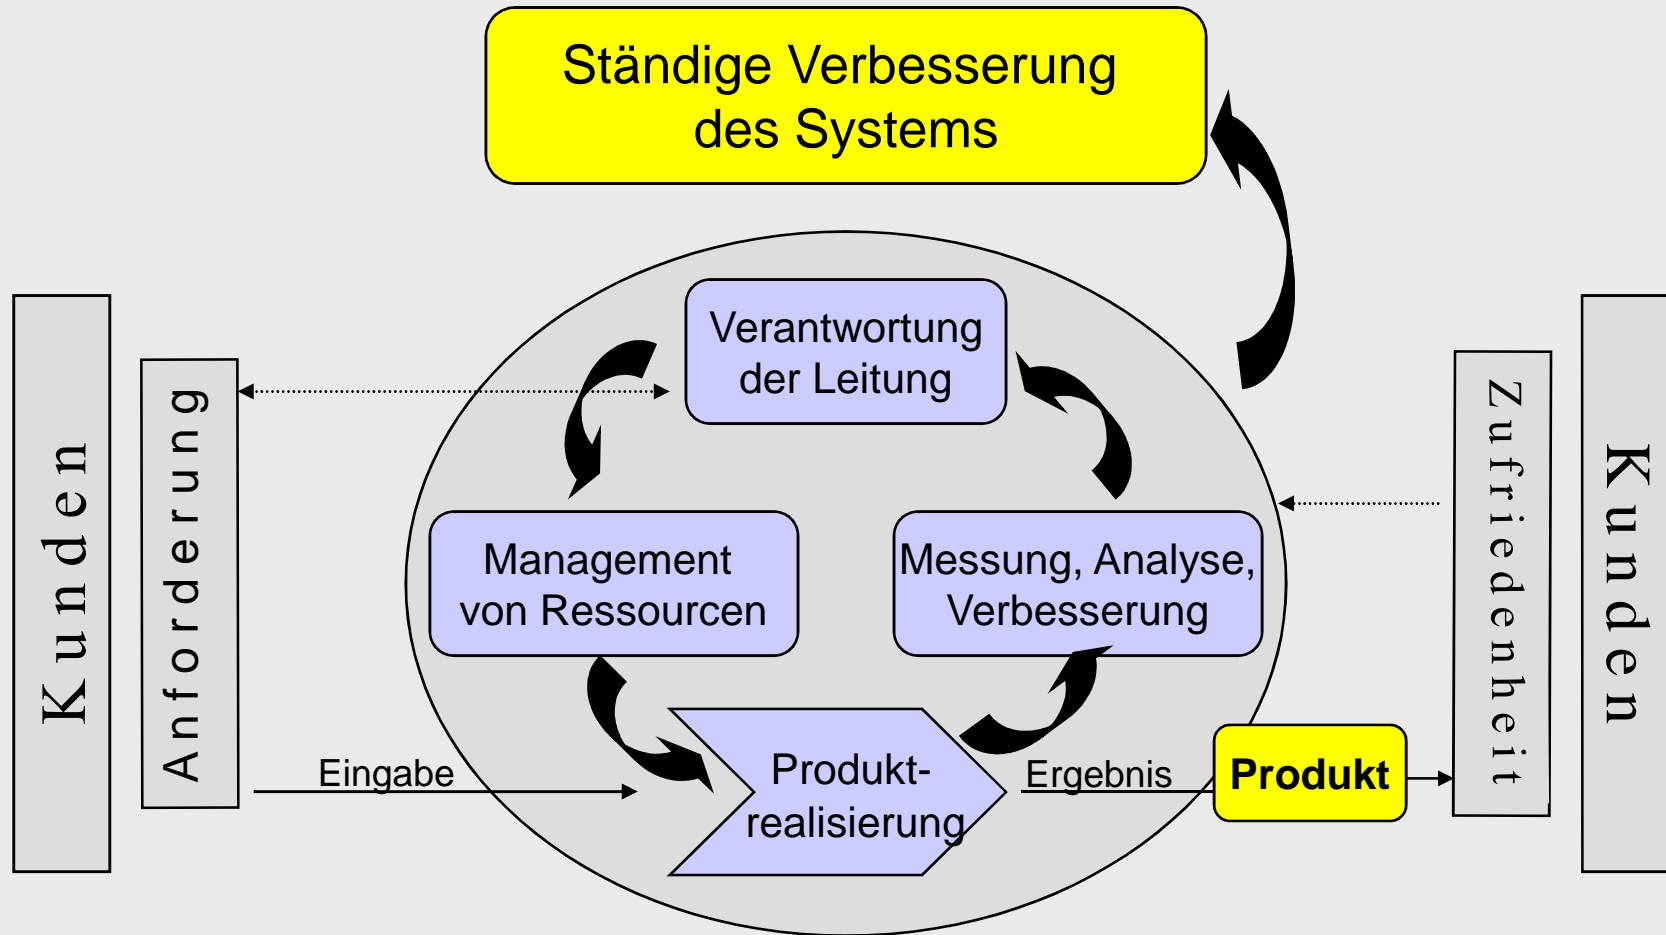 Ständige Verbesserung
des Systems
Kunden
Anforderung
Verantwortung
der Leitung
Management
von Ressourcen
Messung, Analyse,
Verbesserung
Eingabe
Produkt-
realisierung
Ergebnis
Produkt
Zufriedenheit
Kunden